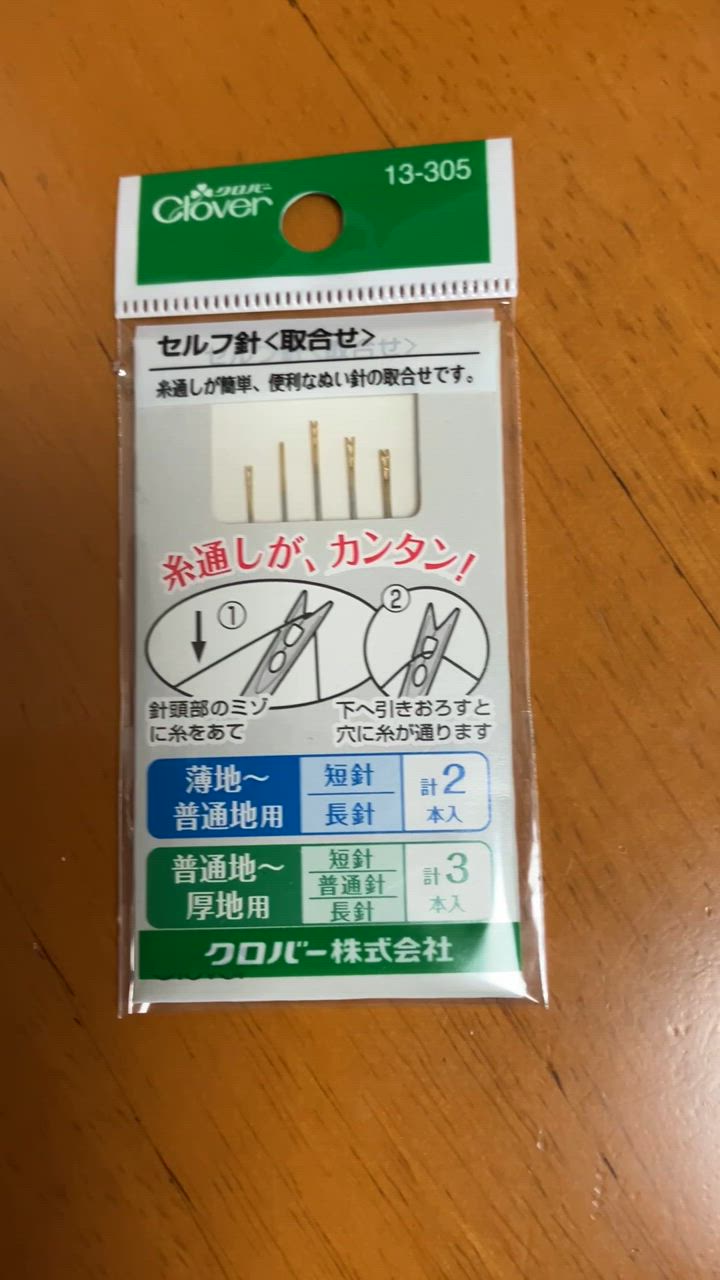 クロバー
Clover
13-305
セルフ針<取合せ>
糸通しが簡単、便利なぬい針の取合せです。
糸通しが、カンタン!
①
②
針頭部のミゾ
に糸をあて
下へ引きおろすと
穴に糸が通ります
薄地〜
普通地用
短針
長針
計2
本入
普通地〜
厚地用
短針
普通針
長針
計3
本入
クロバー株式会社